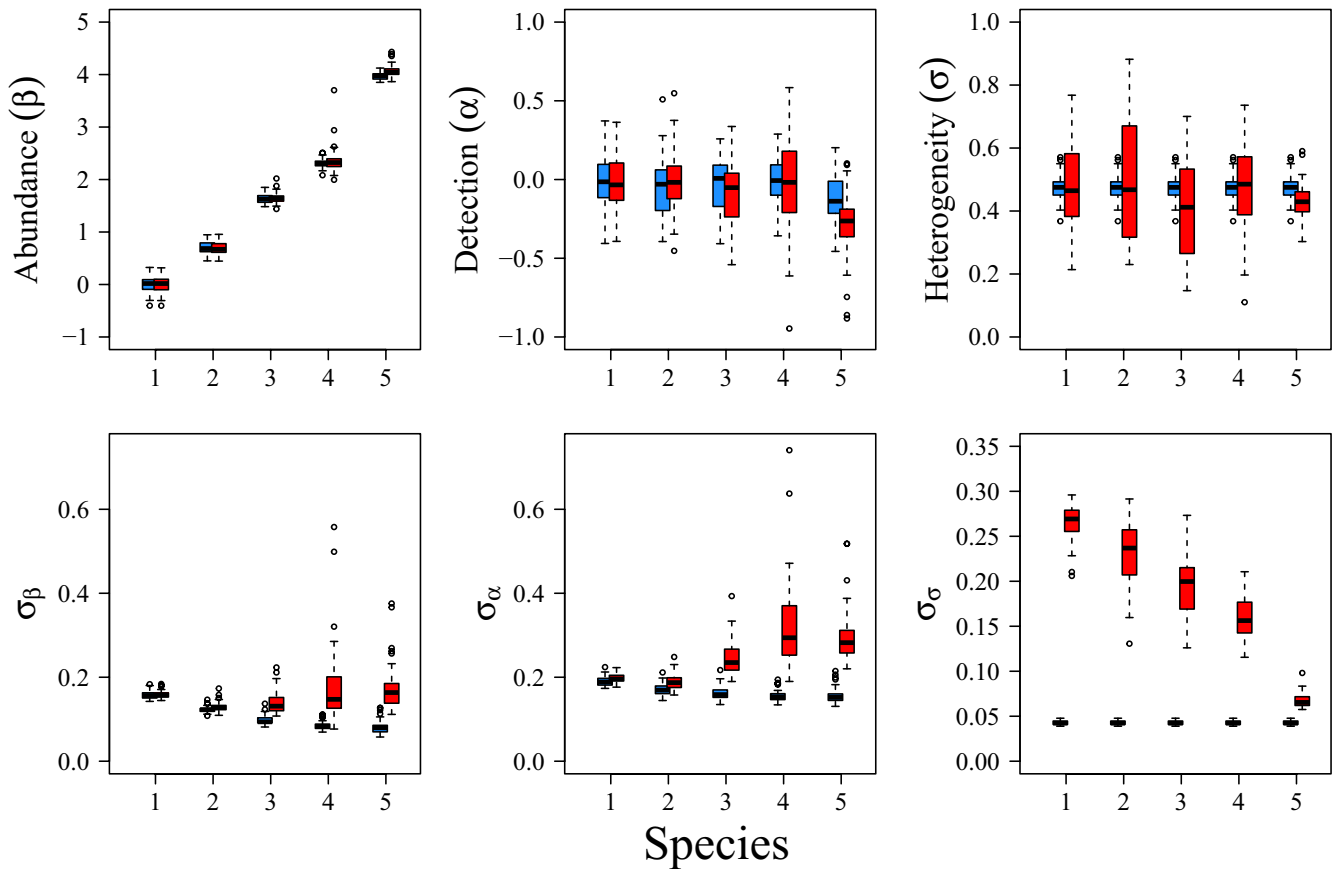 Abundance (β)
5
4
3
2
1
0
−1
1 2 3 4 5
Detection (α)
1.0
0.5
0.0
−0.5
−1.0
1 2 3 4 5
Heterogeneity (σ)
1.0
0.8
0.6
0.4
0.2
0.0
1 2 3 4 5
σβ
0.6
0.4
0.2
0.0
1 2 3 4 5
σα
0.6
0.4
0.2
0.0
1 2 3 4 5
σσ
0.35
0.30
0.25
0.20
0.15
0.10
0.05
0.00
1 2 3 4 5
Species